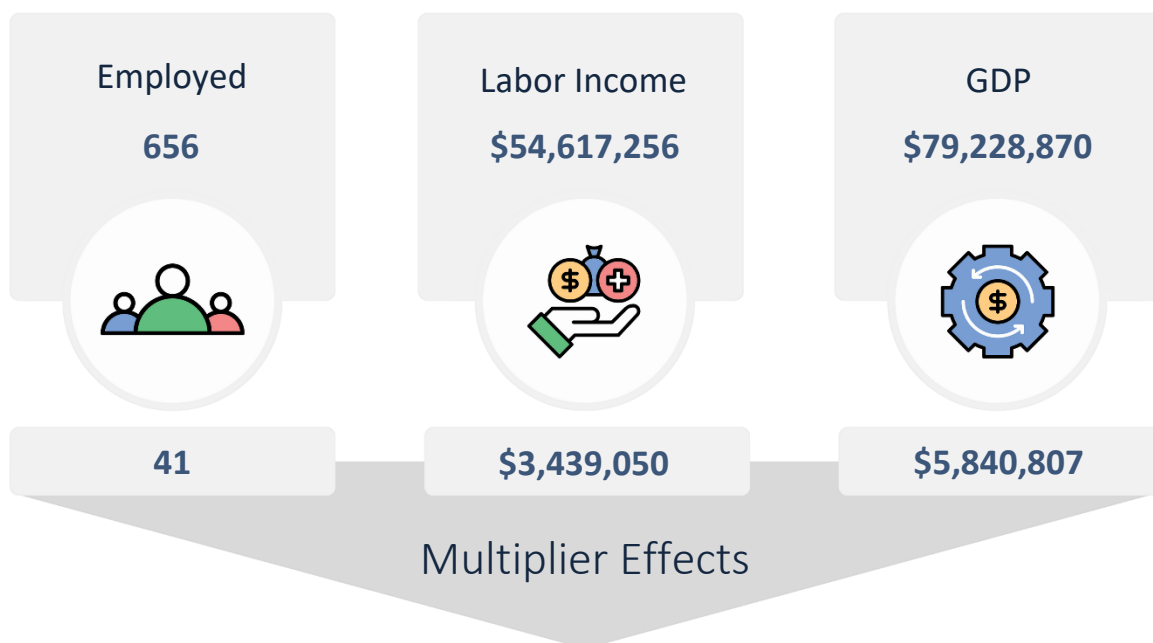 Employed
656
Labor Income
$54,617,256
GDP
$79,228,870
$
$
41
$3,439,050
$5,840,807
Multiplier Effects